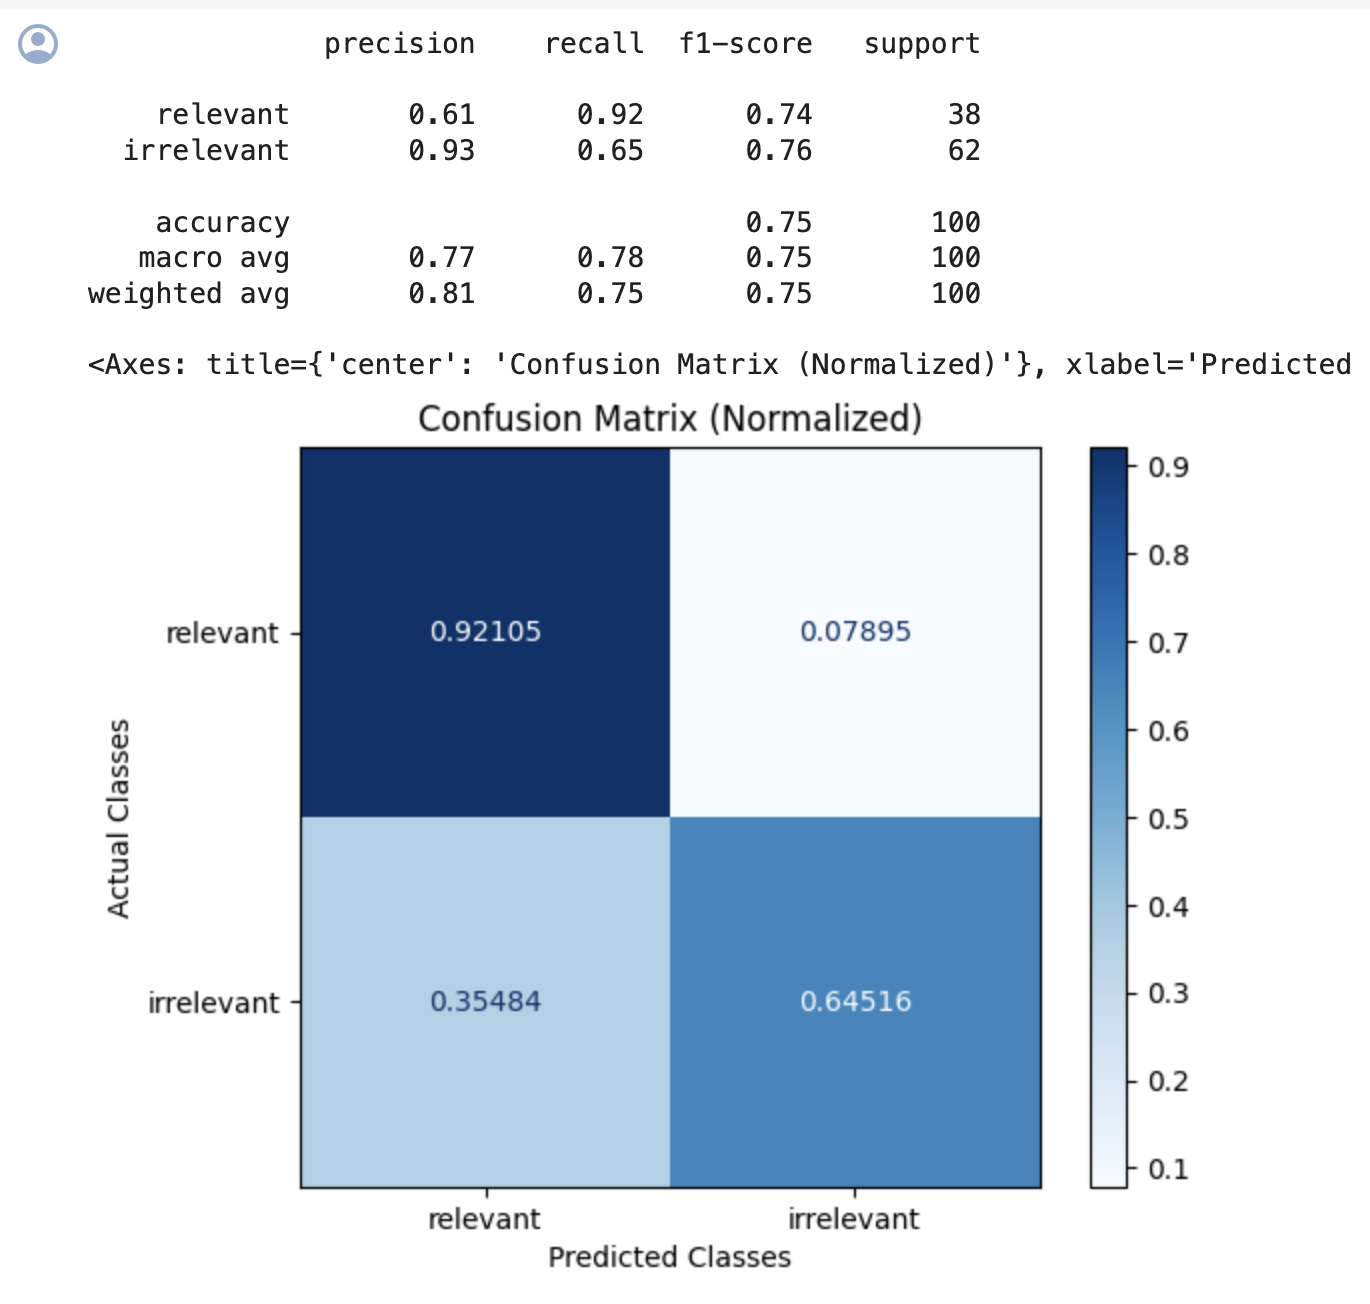 precision recall f1-score support
relevant 0.61 0.92 0.74 38
irrelevant 0.93 0.65 0.76 62
accuracy 0.75 100
macro avg 0.77 0.78 0.75 100
weighted avg 0.81 0.75 0.75 100
<Axes: title={'center': 'Confusion Matrix (Normalized)'}, xlabel='Predicted
Confusion Matrix (Normalized)
relevant 0.92105 0.07895
irrelevant 0.35484 0.64516
Actual Classes
relevant irrelevant
Predicted Classes
0.9
0.8
0.7
0.6
0.5
0.4
0.3
0.2
0.1